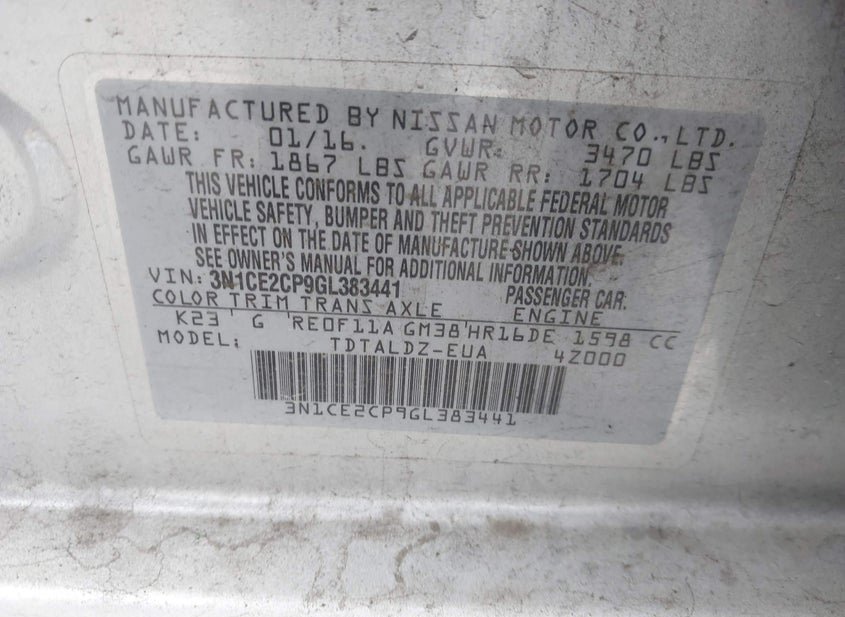 MANUFACTURED BY NISSAN MOTOR CO., LTD.
DATE: 01/16. GVWR: 3470 LBS
GAWR FR: 1867 LBS GAWR RR: 1704 LBS
THIS VEHICLE CONFORMS TO ALL APPLICABLE FEDERAL MOTOR
VEHICLE SAFETY, BUMPER AND THEFT PREVENTION STANDARDS
IN EFFECT ON THE DATE OF MANUFACTURE SHOWN ABOVE.
SEE OWNER'S MANUAL FOR ADDITIONAL INFORMATION.
VIN: 3N1CE2CP9GL383441 PASSENGER CAR.
COLOR TRIM TRANS AXLE ENGINE
K23 G RE0F11A GM38 HR16DE 1598 CC
MODEL: TDTALDZ-EUA 4Z000
3N1CE2CP9GL383441